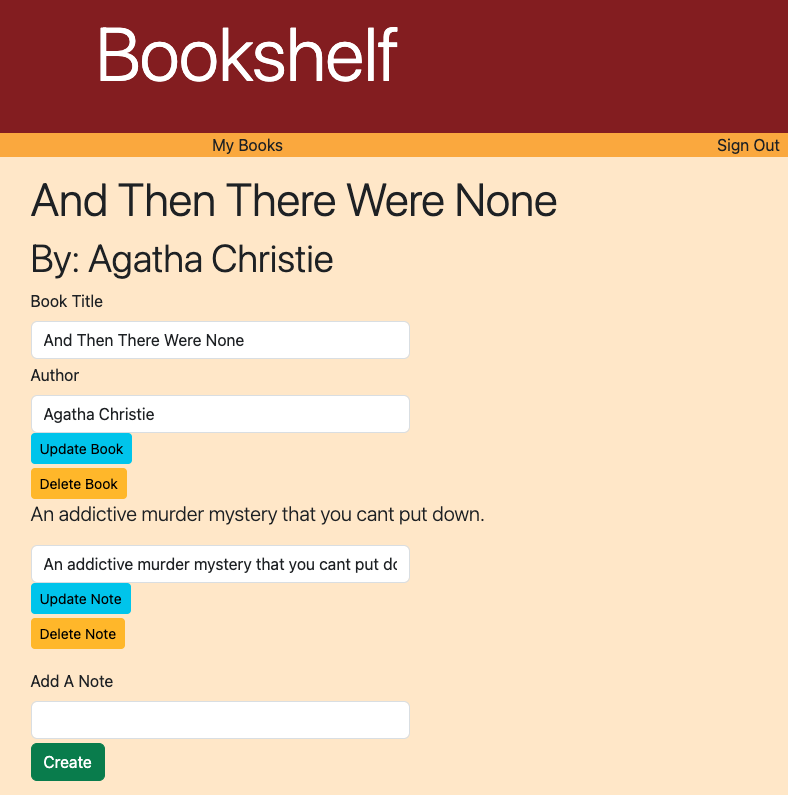 Bookshelf
My Books Sign Out
And Then There Were None
By: Agatha Christie
Book Title
And Then There Were None
Author
Agatha Christie
Update Book
Delete Book
An addictive murder mystery that you cant put down.
An addictive murder mystery that you cant put do
Update Note
Delete Note
Add A Note
Create